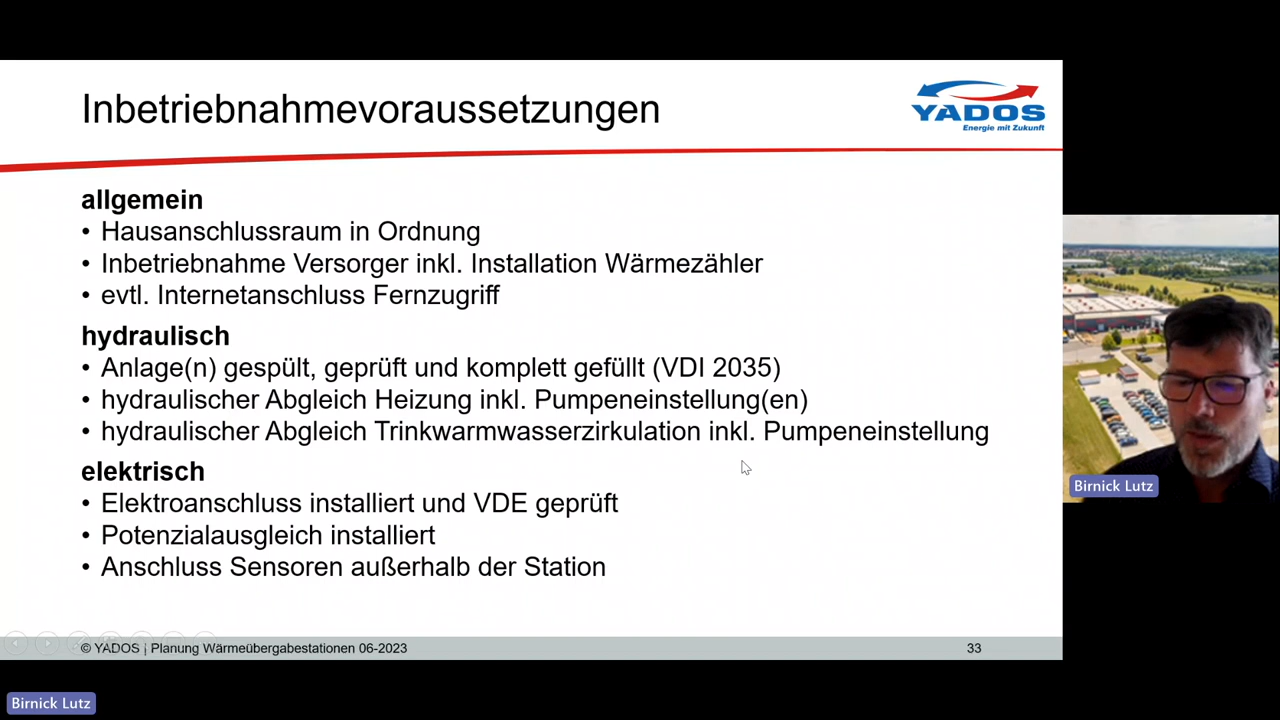 Inbetriebnahmevoraussetzungen
YADOS
Energie mit Zukunft
allgemein
• Hausanschlussraum in Ordnung
• Inbetriebnahme Versorger inkl. Installation Wärmezähler
• evtl. Internetanschluss Fernzugriff
hydraulisch
• Anlage(n) gespült, geprüft und komplett gefüllt (VDI 2035)
• hydraulischer Abgleich Heizung inkl. Pumpeneinstellung(en)
• hydraulischer Abgleich Trinkwarmwasserzirkulation inkl. Pumpeneinstellung
elektrisch
• Elektroanschluss installiert und VDE geprüft
• Potenzialausgleich installiert
• Anschluss Sensoren außerhalb der Station
© YADOS | Planung Wärmeübergabestationen 06-2023
33
Birnick Lutz
Birnick Lutz